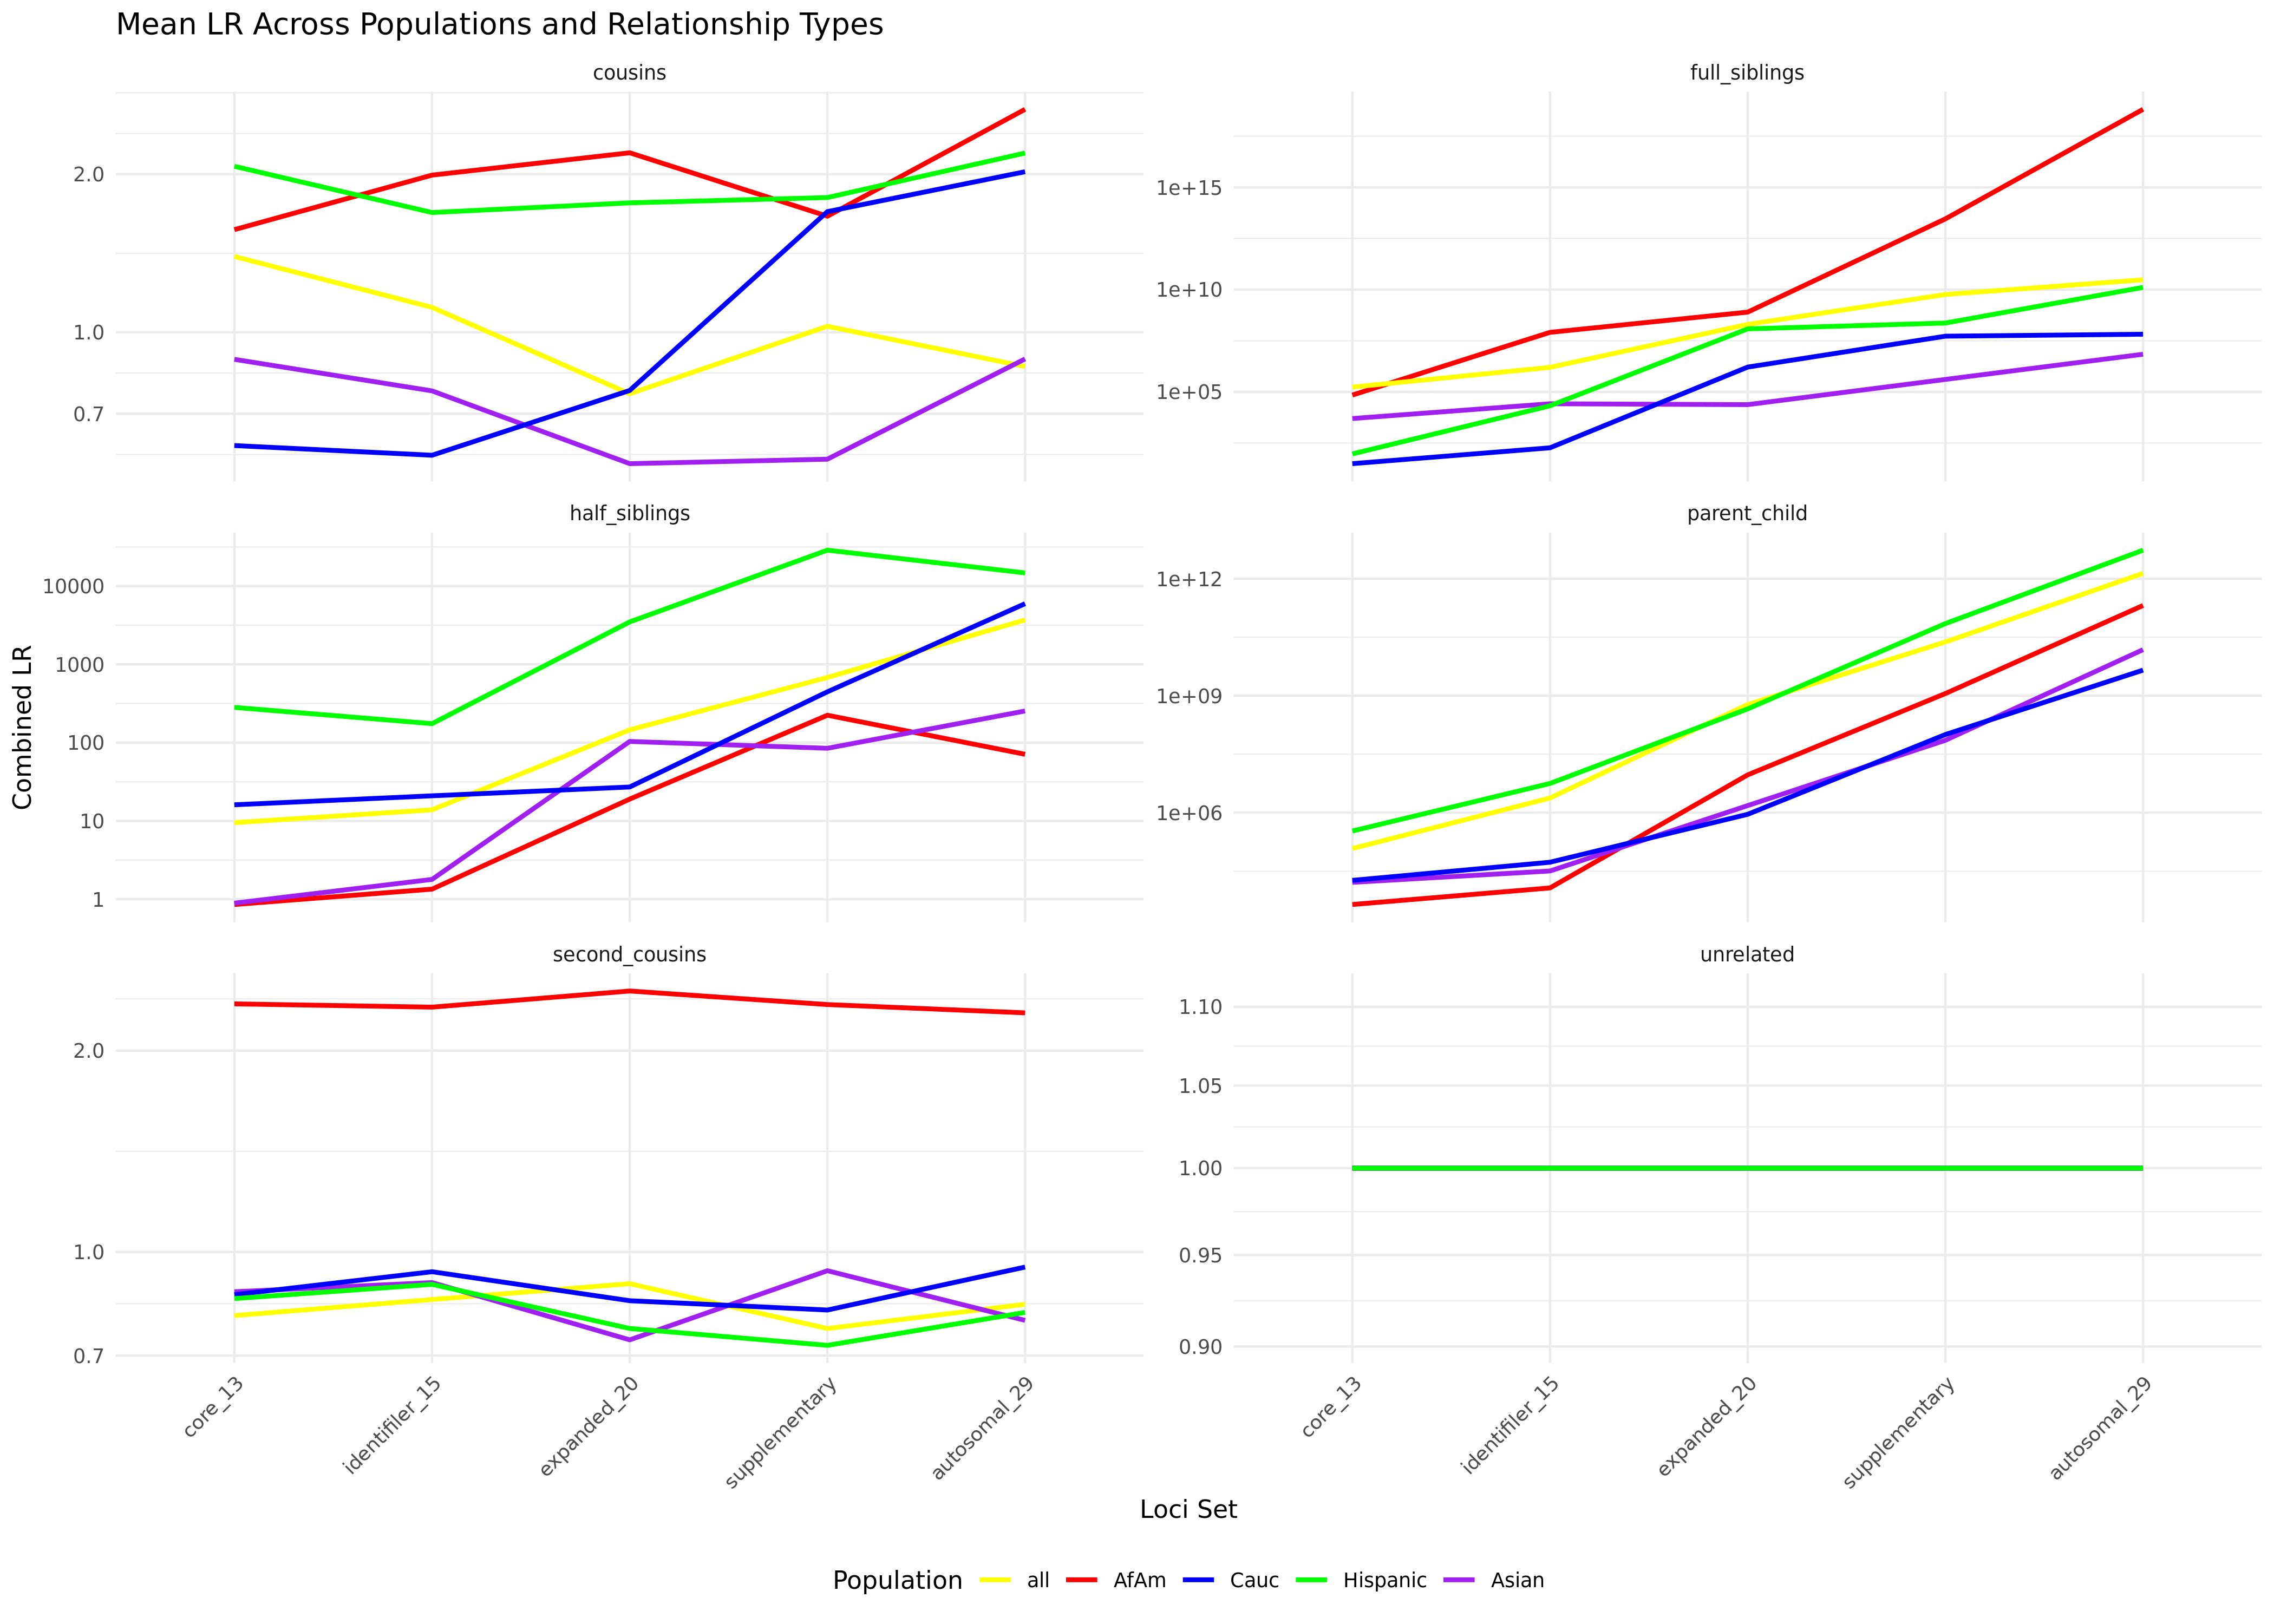 Mean LR Across Populations and Relationship Types
cousins
full_siblings
2.0
1.0
0.7
1e+15
1e+10
1e+05
half_siblings
parent_child
10000
1000
100
10
1
1e+12
1e+09
1e+06
second_cousins
unrelated
2.0
1.0
0.7
1.10
1.05
1.00
0.95
0.90
Combined LR
core_13
identifiler_15
expanded_20
supplementary
autosomal_29
core_13
identifiler_15
expanded_20
supplementary
autosomal_29
Loci Set
Population all AfAm Cauc Hispanic Asian